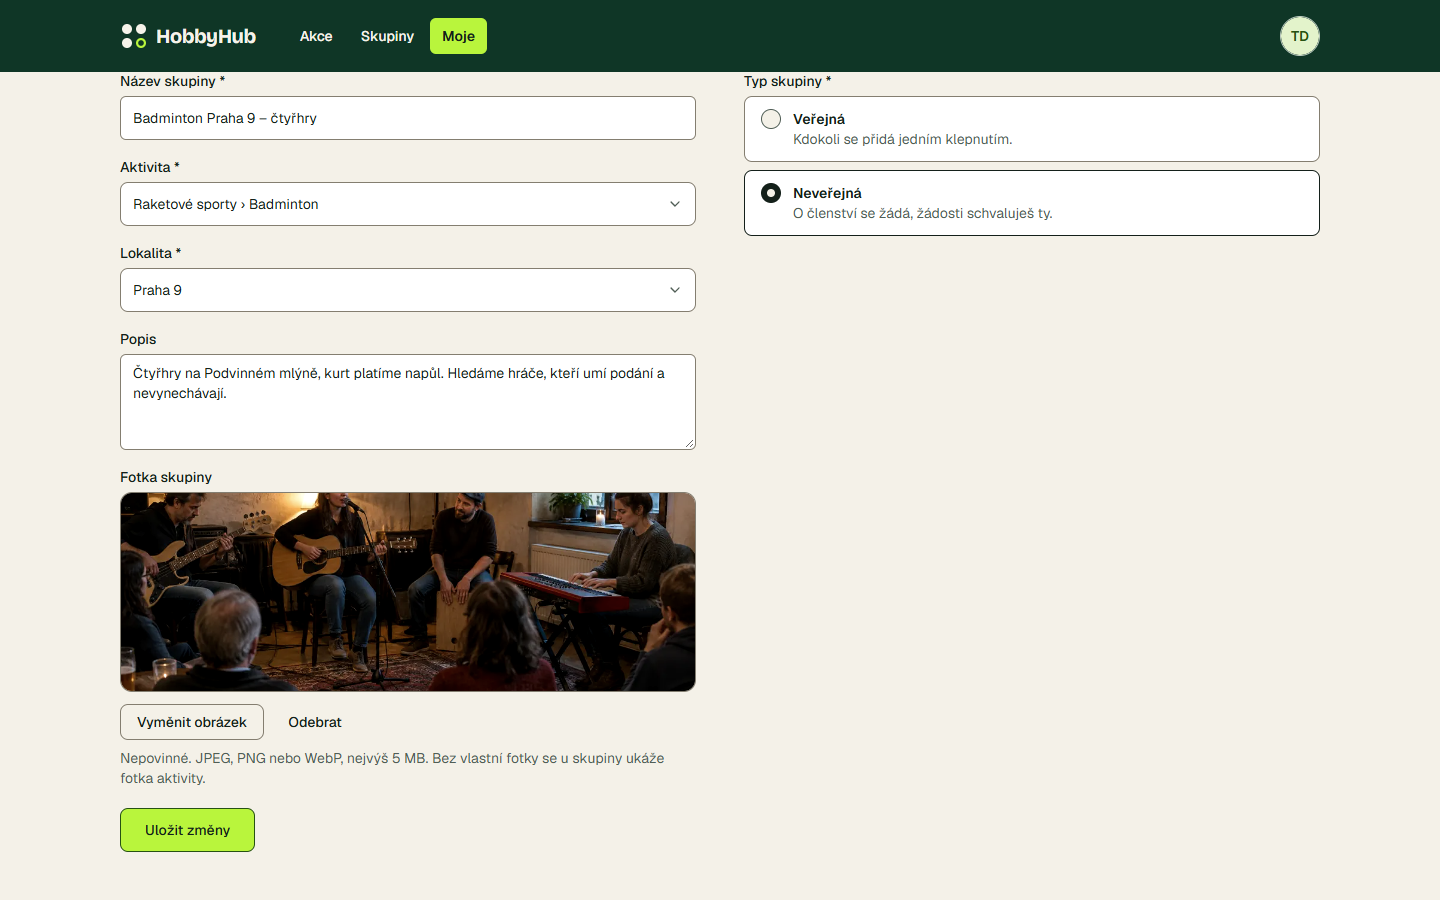 HobbyHub
Akce
Skupiny
Moje
TD
Název skupiny *
Badminton Praha 9 – čtyřhry
Aktivita *
Raketové sporty › Badminton
Lokalita *
Praha 9
Popis
Čtyřhry na Podvinném mlýně, kurt platíme napůl. Hledáme hráče, kteří umí podání a
nevynechávají.
Fotka skupiny
Vyměnit obrázek
Odebrat
Nepovinné. JPEG, PNG nebo WebP, nejvýš 5 MB. Bez vlastní fotky se u skupiny ukáže
fotka aktivity.
Uložit změny
Typ skupiny *
Veřejná
Kdokoli se přidá jedním klepnutím.
Neveřejná
O členství se žádá, žádosti schvaluješ ty.